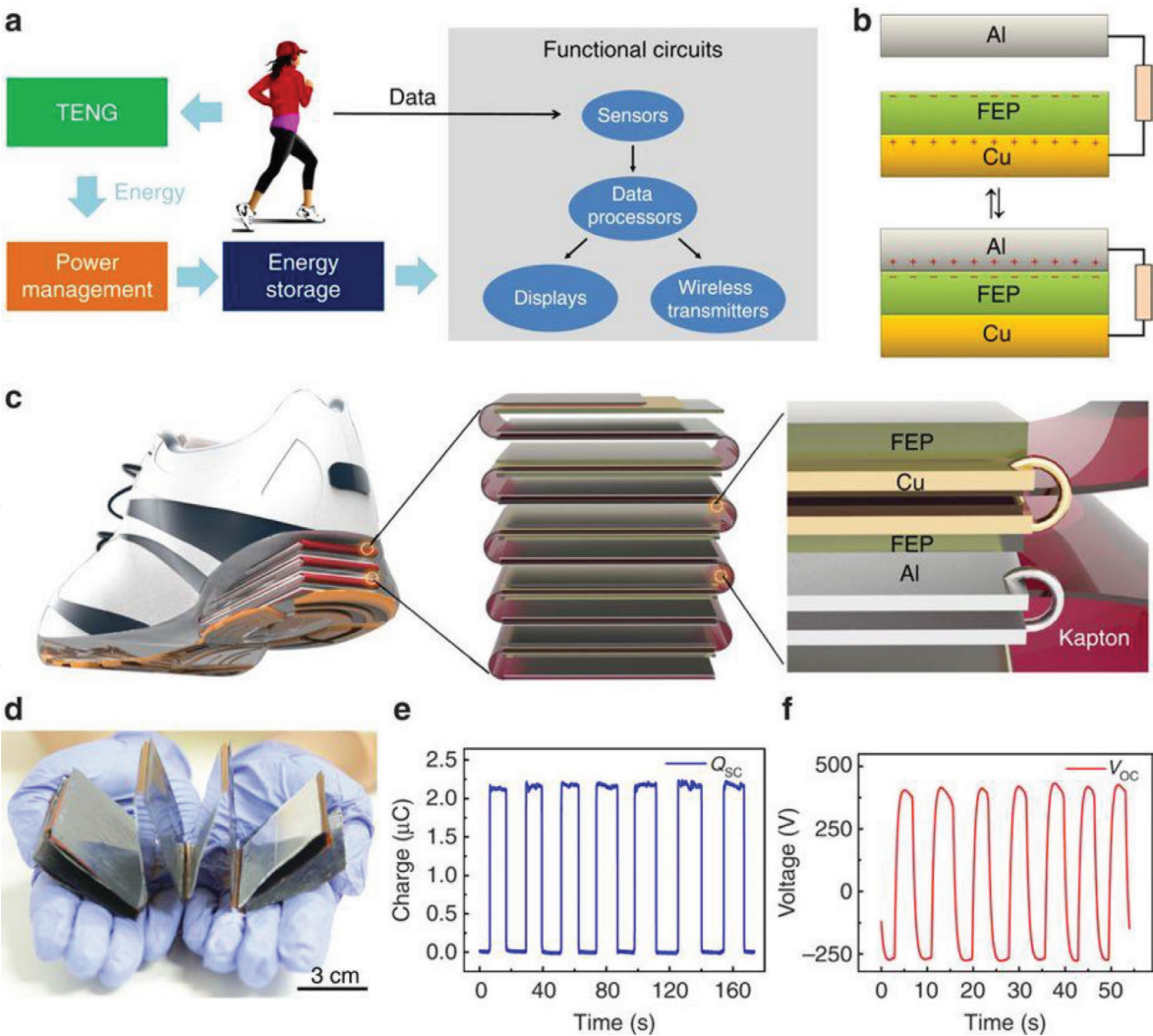 a
Functional circuits
TENG
Data
Sensors
Energy
Data
processors
Power
management
Energy
storage
Displays
Wireless
transmitters
b
Al
− − − − − − − − − −
FEP
+ + + + + + + + + +
Cu
⇅
Al
+ + + + + + + + + +
− − − − − − − − − −
FEP
Cu
c
FEP
Cu
FEP
Al
Kapton
d
3 cm
e
QSC
2.5
2.0
1.5
1.0
0.5
0.0
Charge (μC)
0 40 80 120 160
Time (s)
f
VOC
500
250
0
−250
Voltage (V)
0 10 20 30 40 50
Time (s)